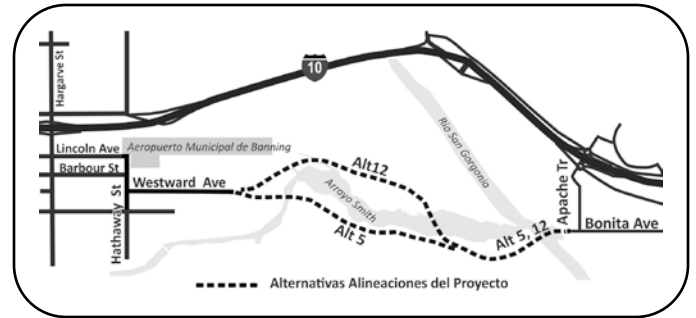 Hargarve St
10
Lincoln Ave
Aeropuerto Municipal de Banning
Barbour St
Westward Ave
Hathaway St
Alt12
Arroyo Smith
Alt 5
Río San Gorgonio
Alt 5, 12
Apache Tr
Bonita Ave
Alternativas Alineaciones del Proyecto